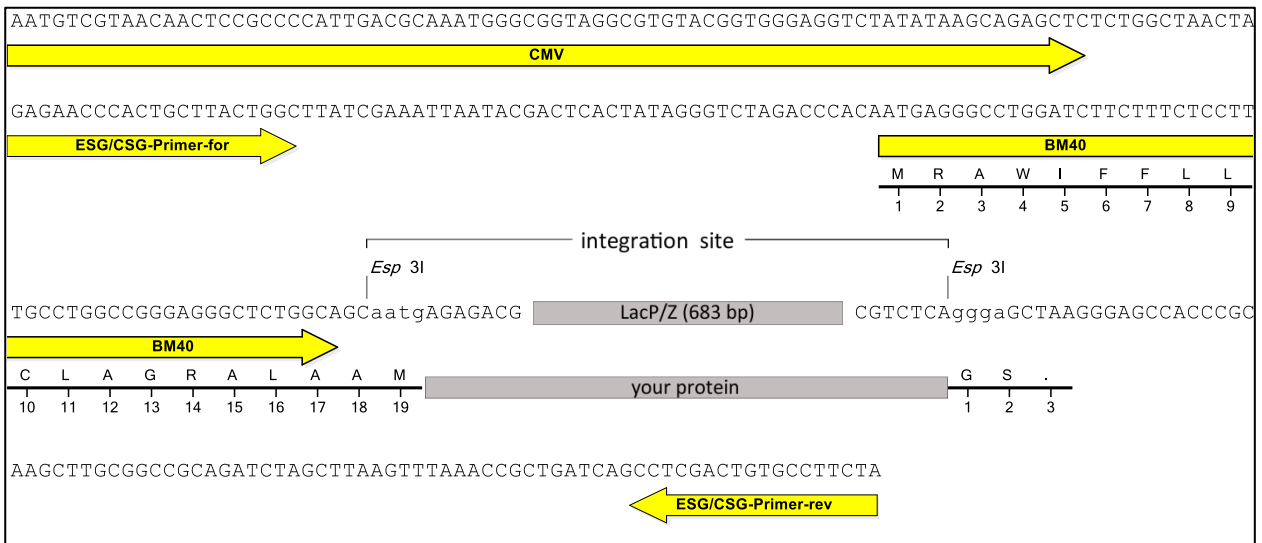 AATGTCGTAACAACTCCGCCCCATTGACGCAAATGGGCGGTAGGCGTGTACGGTGGGAGGTCTATATAAGCAGAGCTCTCTGGCTAACTA
CMV
GAGAACCCACTGCTTACTGGCTTATCGAAATTAATACGACTCACTATAGGGTCTAGACCCACAATGAGGGCCTGGATCTTCTTTCTCCTT
ESG/CSG-Primer-for BM40
M R A W I F F L L
1 2 3 4 5 6 7 8 9
integration site
Esp 3I Esp 3I
TGCCTGGCCGGGAGGGCTCTGGCAGCaatgAGAGACG LacP/Z (683 bp) CGTCTCAgggaGCTAAGGGAGCCACCCGC
BM40
C L A G R A L A A M your protein G S .
10 11 12 13 14 15 16 17 18 19 1 2 3
AAGCTTGCGGCCGCAGATCTAGCTTAAGTTTAAACCGCTGATCAGCCTCGACTGTGCCTTCTA
ESG/CSG-Primer-rev